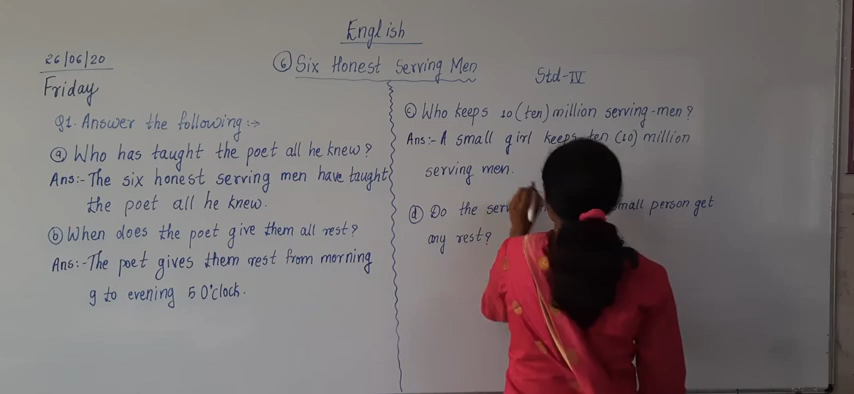 English
26/06/20
Friday
⑥ Six Honest Serving Men
Std-IV
Q1. Answer the following :->
ⓐ Who has taught the poet all he knew?
Ans:- The six honest serving men have taught
the poet all he knew.
ⓑ When does the poet give them all rest?
Ans:- The poet gives them rest from morning
9 to evening 5 O'clock.
ⓒ Who keeps 10 (ten) million serving-men?
Ans:- A small girl keeps ten (10) million
serving men.
ⓓ Do the serv mall person get
any rest?